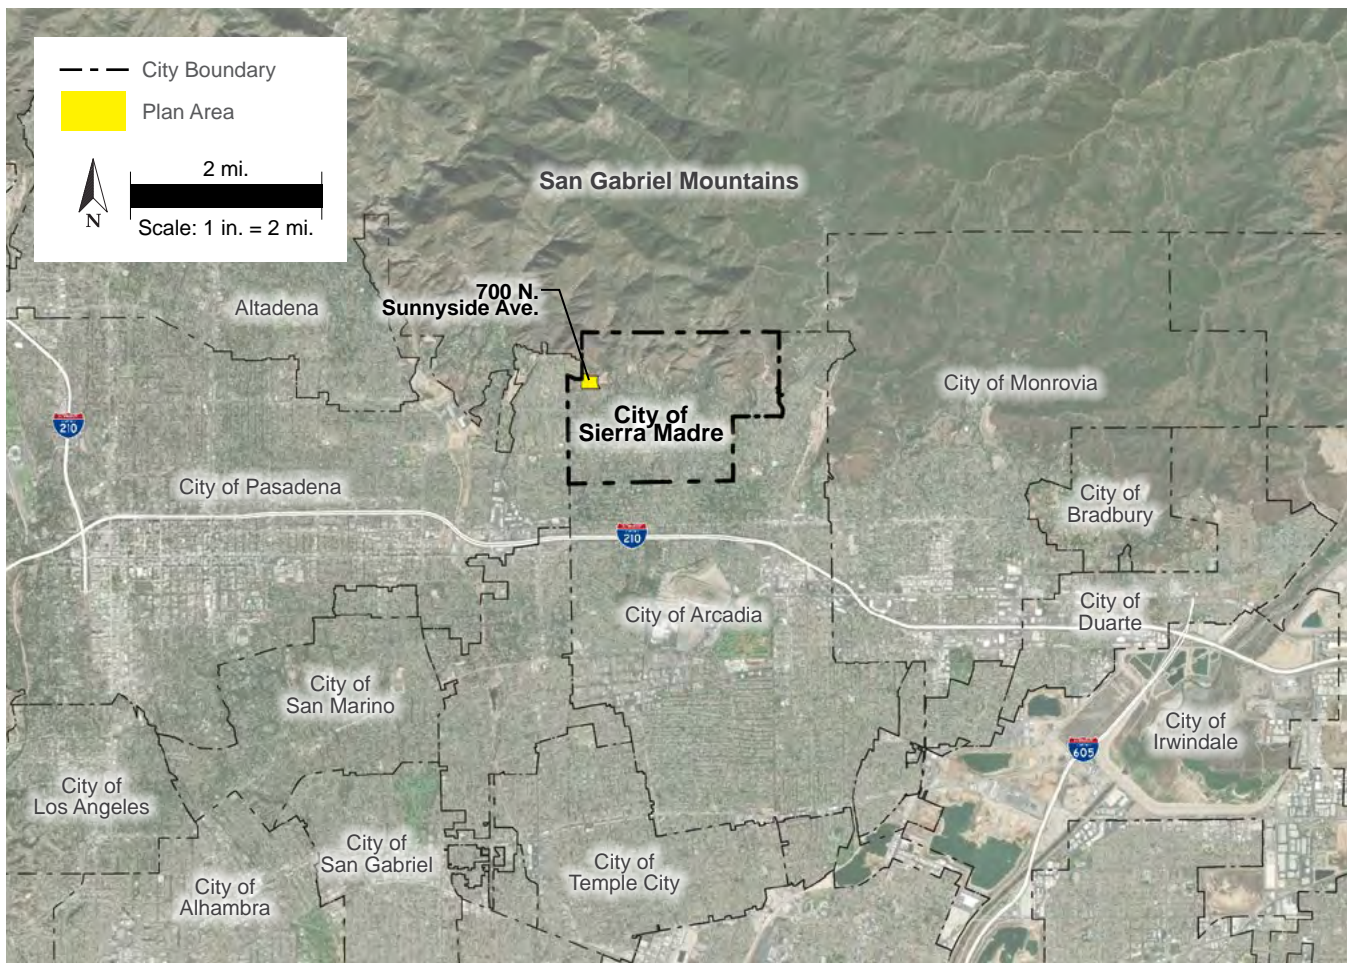 City Boundary
Plan Area
2 mi.
N
Scale: 1 in. = 2 mi.
San Gabriel Mountains
700 N.
Sunnyside Ave.
Altadena
City of
Sierra Madre
City of Monrovia
210
City of Pasadena
City of
Bradbury
210
City of Arcadia
City of
Duarte
City of
San Marino
City of
Irwindale
605
City of
Los Angeles
City of
San Gabriel
City of
Temple City
City of
Alhambra